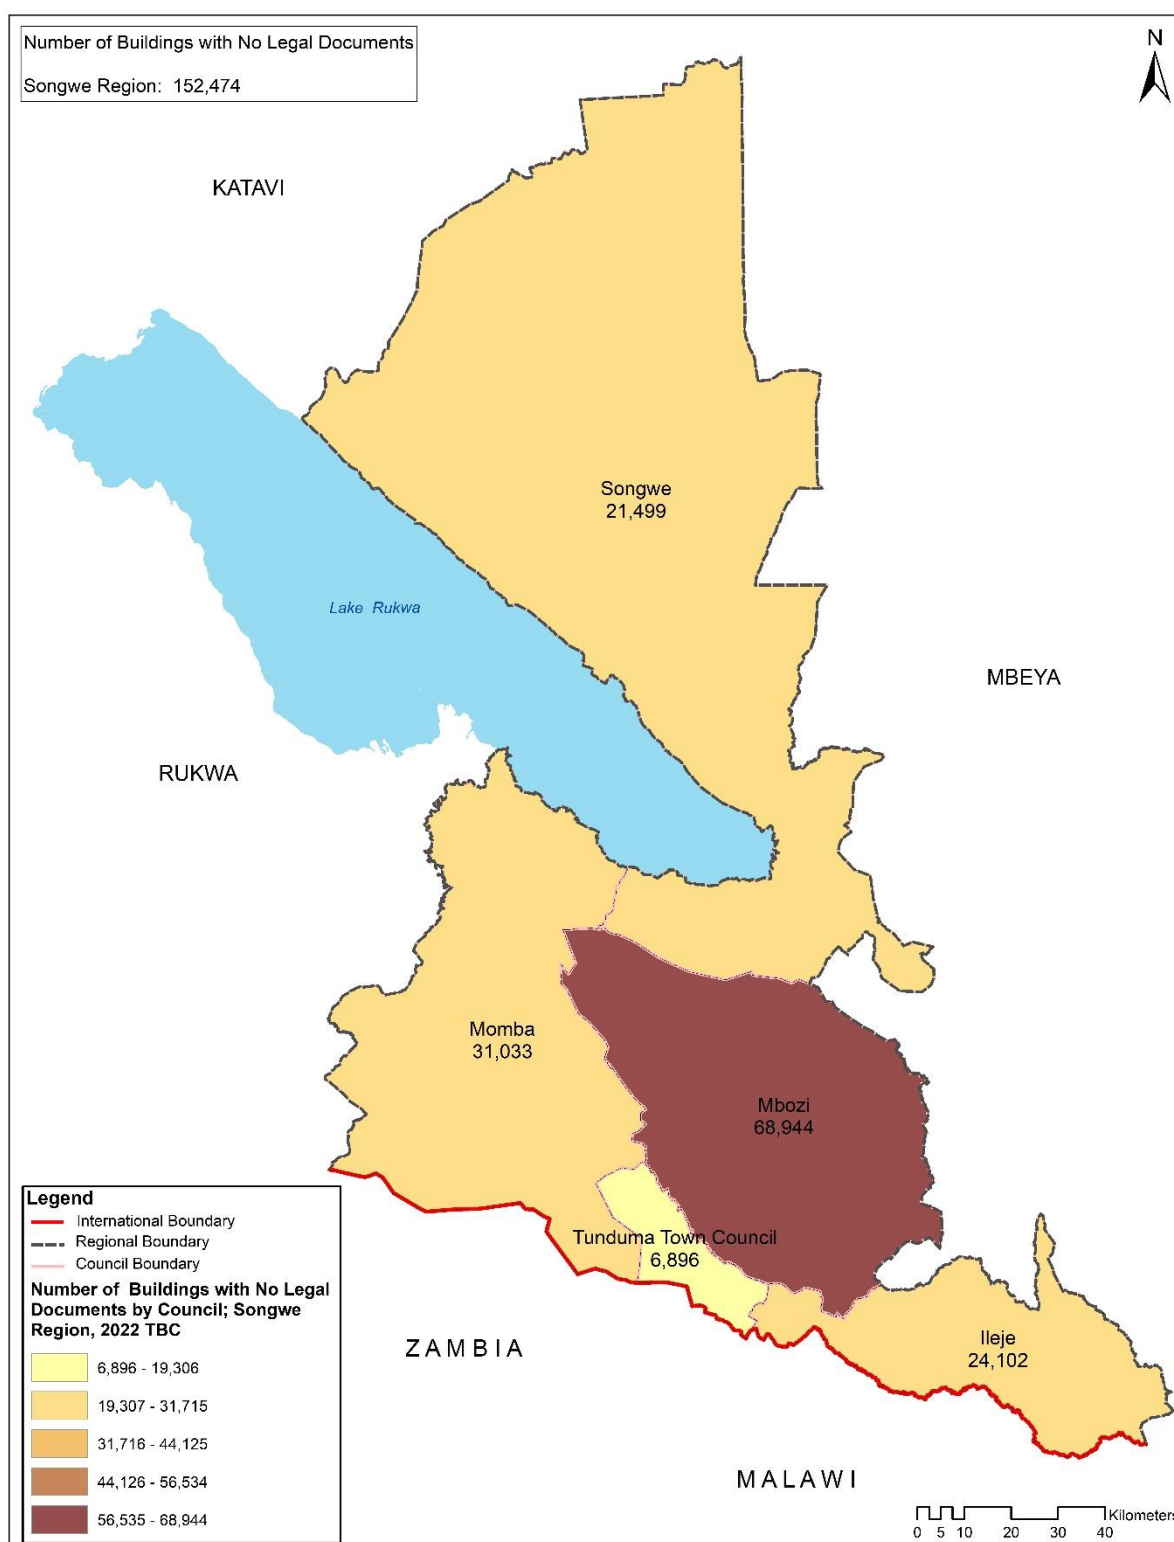 Number of Buildings with No Legal Documents
Songwe Region: 152,474
N
KATAVI
Songwe
21,499
Lake Rukwa
MBEYA
RUKWA
Momba
31,033
Mbozi
68,944
Tunduma Town Council
6,896
Ileje
24,102
ZAMBIA
MALAWI
Legend
International Boundary
Regional Boundary
Council Boundary
Number of Buildings with No Legal
Documents by Council; Songwe
Region, 2022 TBC
6,896 - 19,306
19,307 - 31,715
31,716 - 44,125
44,126 - 56,534
56,535 - 68,944
Kilometers
0 5 10 20 30 40